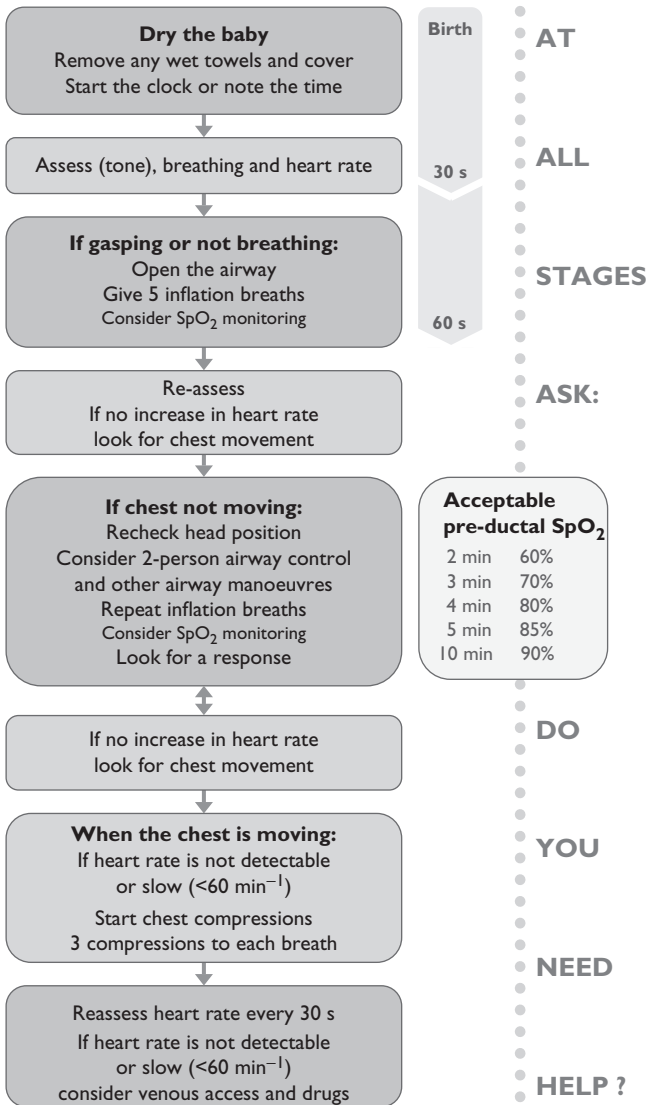 Dry the baby
Remove any wet towels and cover
Start the clock or note the time
Assess (tone), breathing and heart rate
If gasping or not breathing:
Open the airway
Give 5 inflation breaths
Consider SpO₂ monitoring
Re-assess
If no increase in heart rate
look for chest movement
If chest not moving:
Recheck head position
Consider 2-person airway control
and other airway manoeuvres
Repeat inflation breaths
Consider SpO₂ monitoring
Look for a response
If no increase in heart rate
look for chest movement
When the chest is moving:
If heart rate is not detectable
or slow (<60 min⁻¹)
Start chest compressions
3 compressions to each breath
Reassess heart rate every 30 s
If heart rate is not detectable
or slow (<60 min⁻¹)
consider venous access and drugs
Birth
30 s
60 s
Acceptable
pre-ductal SpO₂
2 min 60%
3 min 70%
4 min 80%
5 min 85%
10 min 90%
AT
ALL
STAGES
ASK:
DO
YOU
NEED
HELP ?